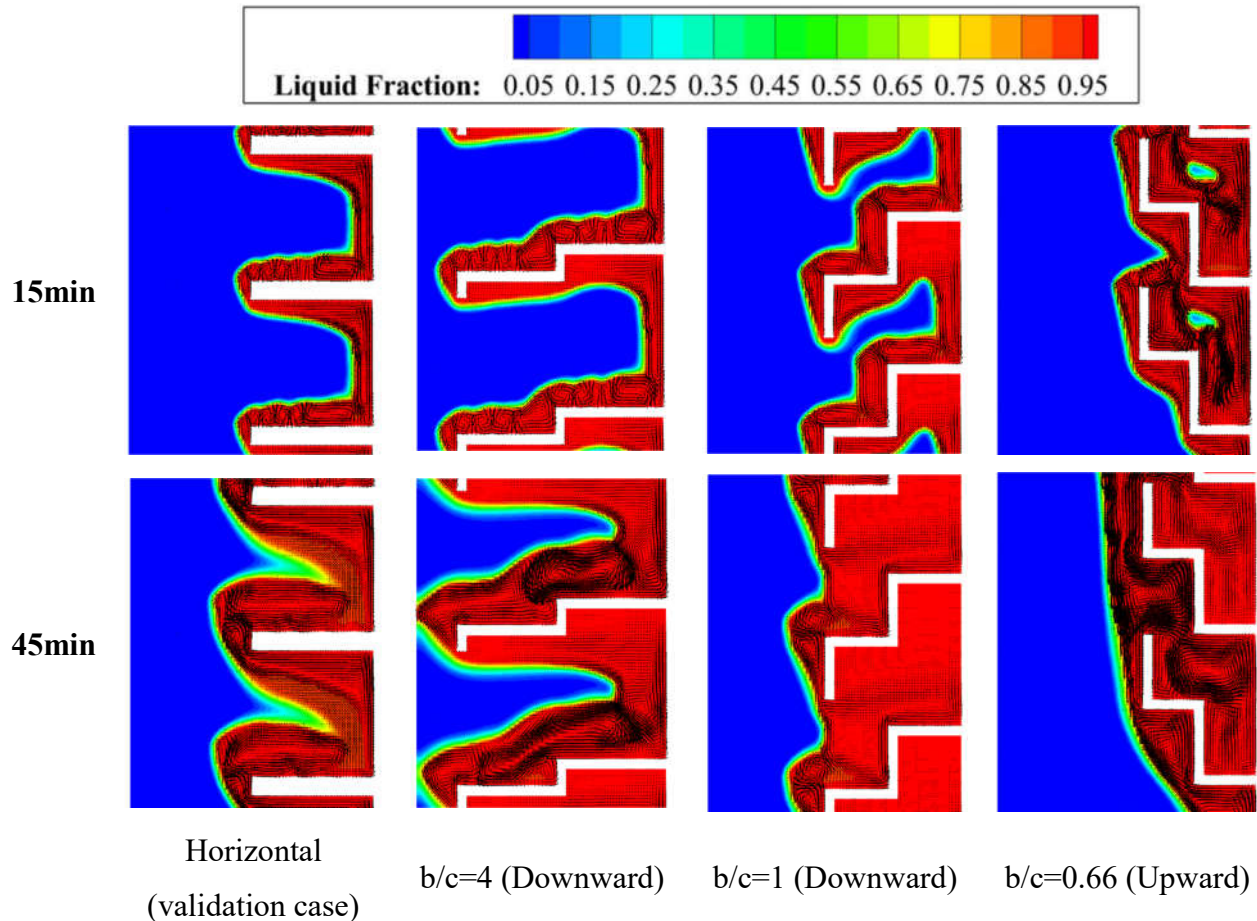 Liquid Fraction: 0.05 0.15 0.25 0.35 0.45 0.55 0.65 0.75 0.85 0.95
15min
45min
Horizontal
(validation case)
b/c=4 (Downward)
b/c=1 (Downward)
b/c=0.66 (Upward)